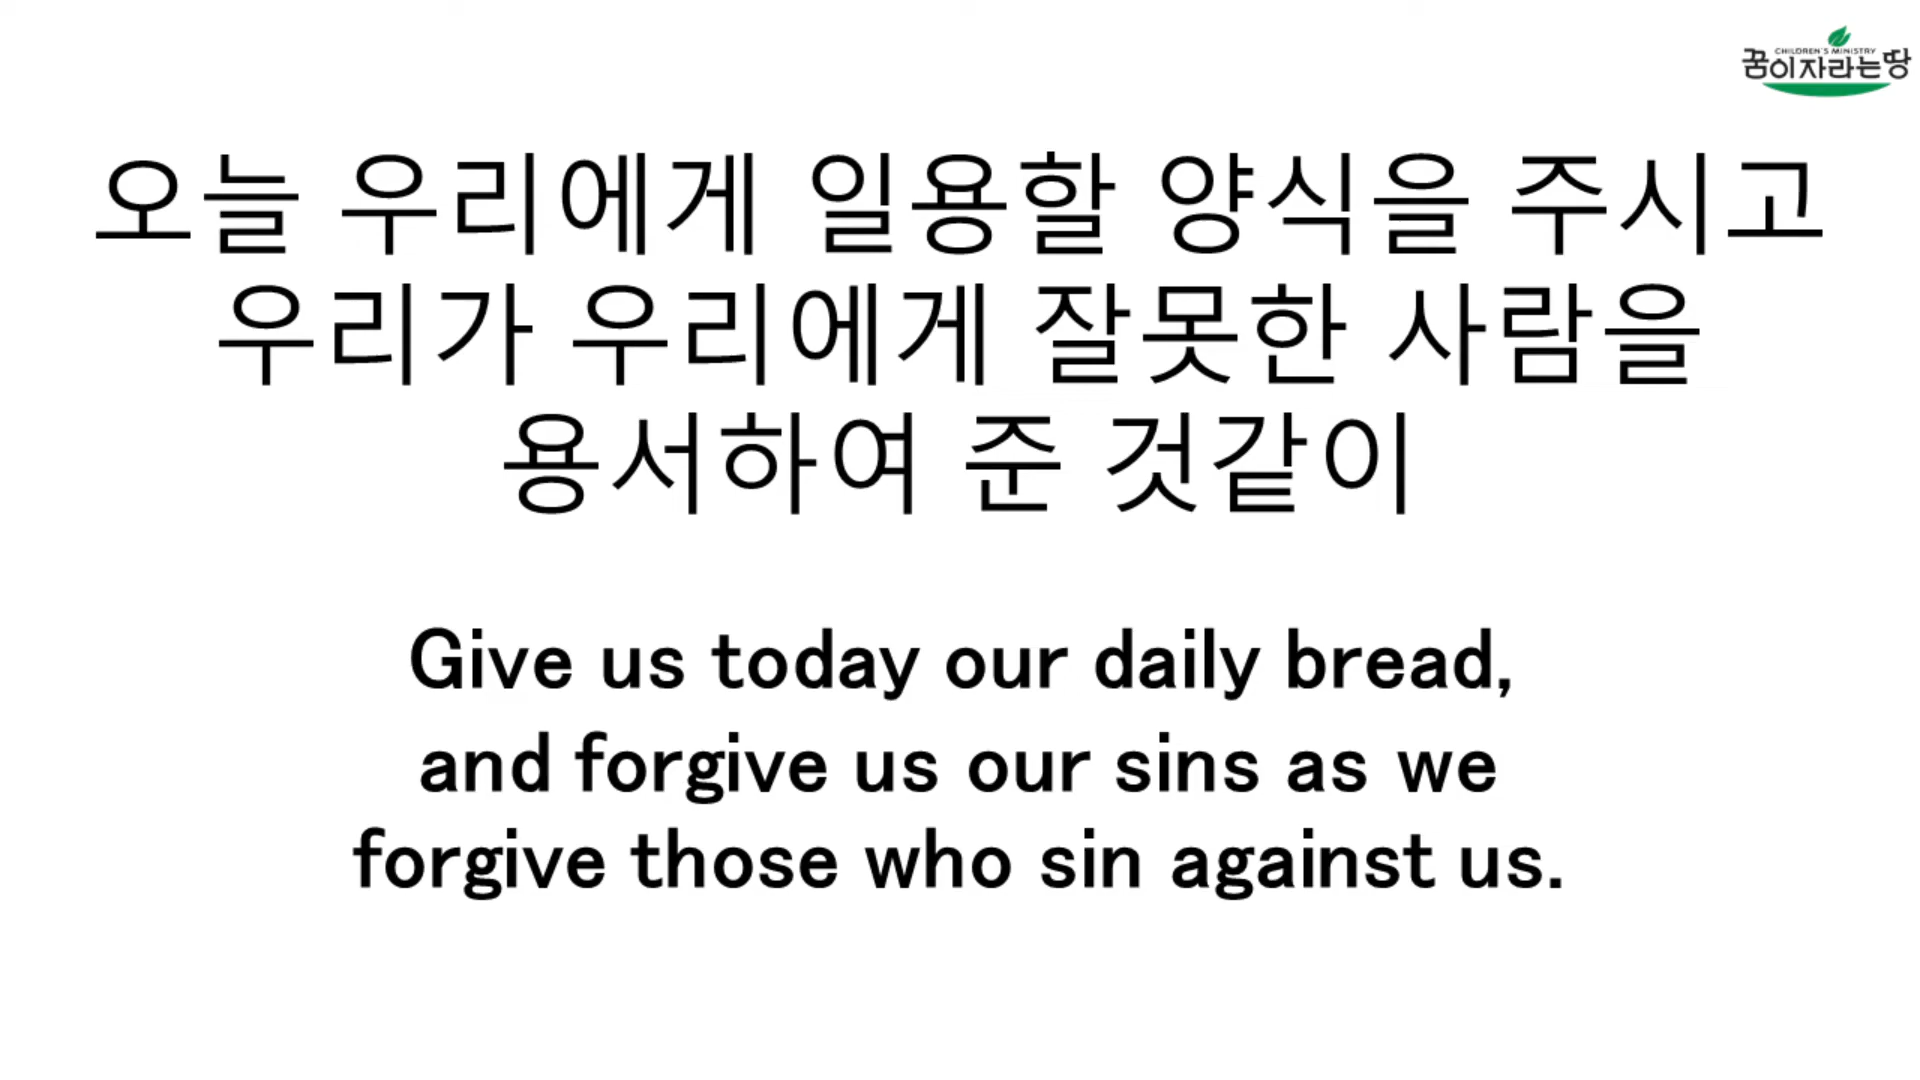 CHILDREN'S MINISTRY
꿈이자라는땅
오늘 우리에게 일용할 양식을 주시고
우리가 우리에게 잘못한 사람을
용서하여 준 것같이
Give us today our daily bread,
and forgive us our sins as we
forgive those who sin against us.